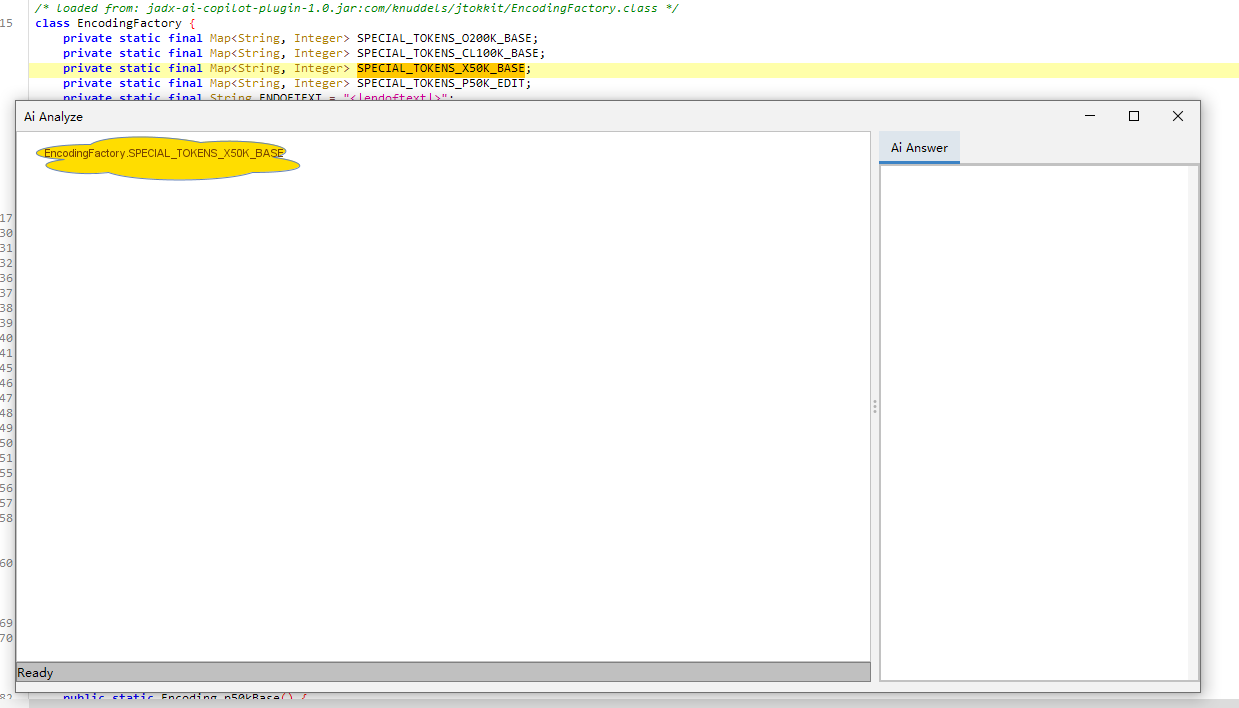 /* loaded from: jadx-ai-copilot-plugin-1.0.jar:com/knuddels/jtokkit/EncodingFactory.class */
15 class EncodingFactory {
private static final Map<String, Integer> SPECIAL_TOKENS_O200K_BASE;
private static final Map<String, Integer> SPECIAL_TOKENS_CL100K_BASE;
private static final Map<String, Integer> SPECIAL_TOKENS_X50K_BASE;
private static final Map<String, Integer> SPECIAL_TOKENS_P50K_EDIT;
private static final String ENDOFTEXT = "<|endoftext|>";
Ai Analyze
EncodingFactory.SPECIAL_TOKENS_X50K_BASE
Ai Answer
17
30
31
32
36
37
38
39
40
41
45
46
47
48
49
50
51
55
56
57
58
60
69
70
Ready
82 public static Encoding p50kBase() {